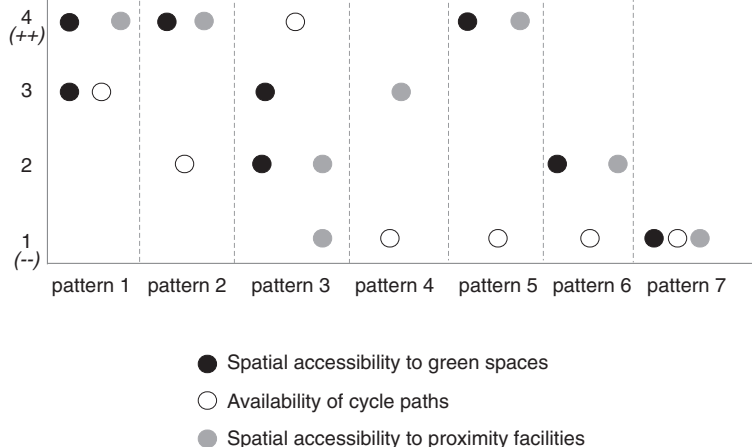 4
(++)
3
2
1
(--)
pattern 1 pattern 2 pattern 3 pattern 4 pattern 5 pattern 6 pattern 7
Spatial accessibility to green spaces
Availability of cycle paths
Spatial accessibility to proximity facilities